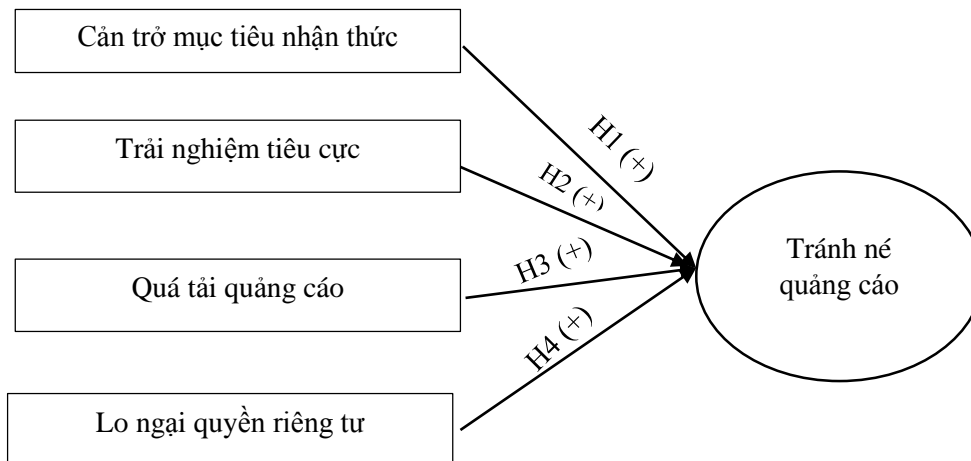 Cản trở mục tiêu nhận thức
Trải nghiệm tiêu cực
Quá tải quảng cáo
Lo ngại quyền riêng tư
H1 (+)
H2 (+)
H3 (+)
H4 (+)
Tránh né
quảng cáo